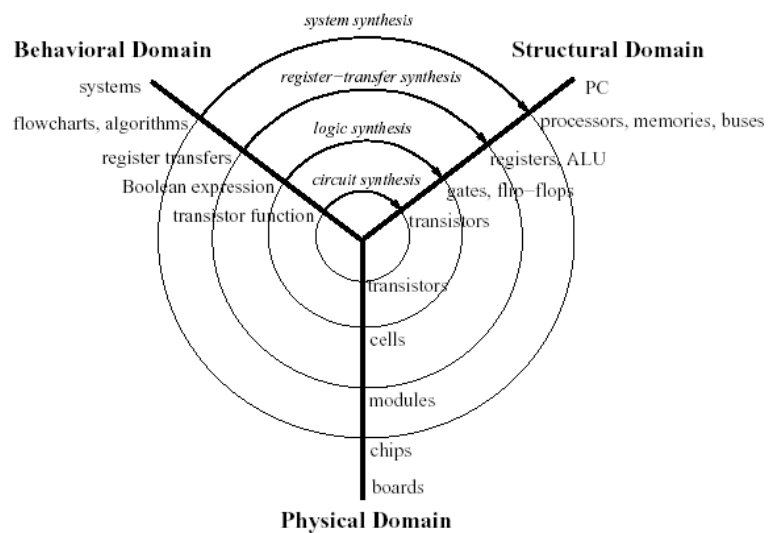 system synthesis
Behavioral Domain
Structural Domain
systems
register-transfer synthesis
PC
flowcharts, algorithms
processors, memories, buses
logic synthesis
register transfers
registers, ALU
Boolean expression
circuit synthesis
gates, flip-flops
transistor function
transistors
transistors
cells
modules
chips
boards
Physical Domain